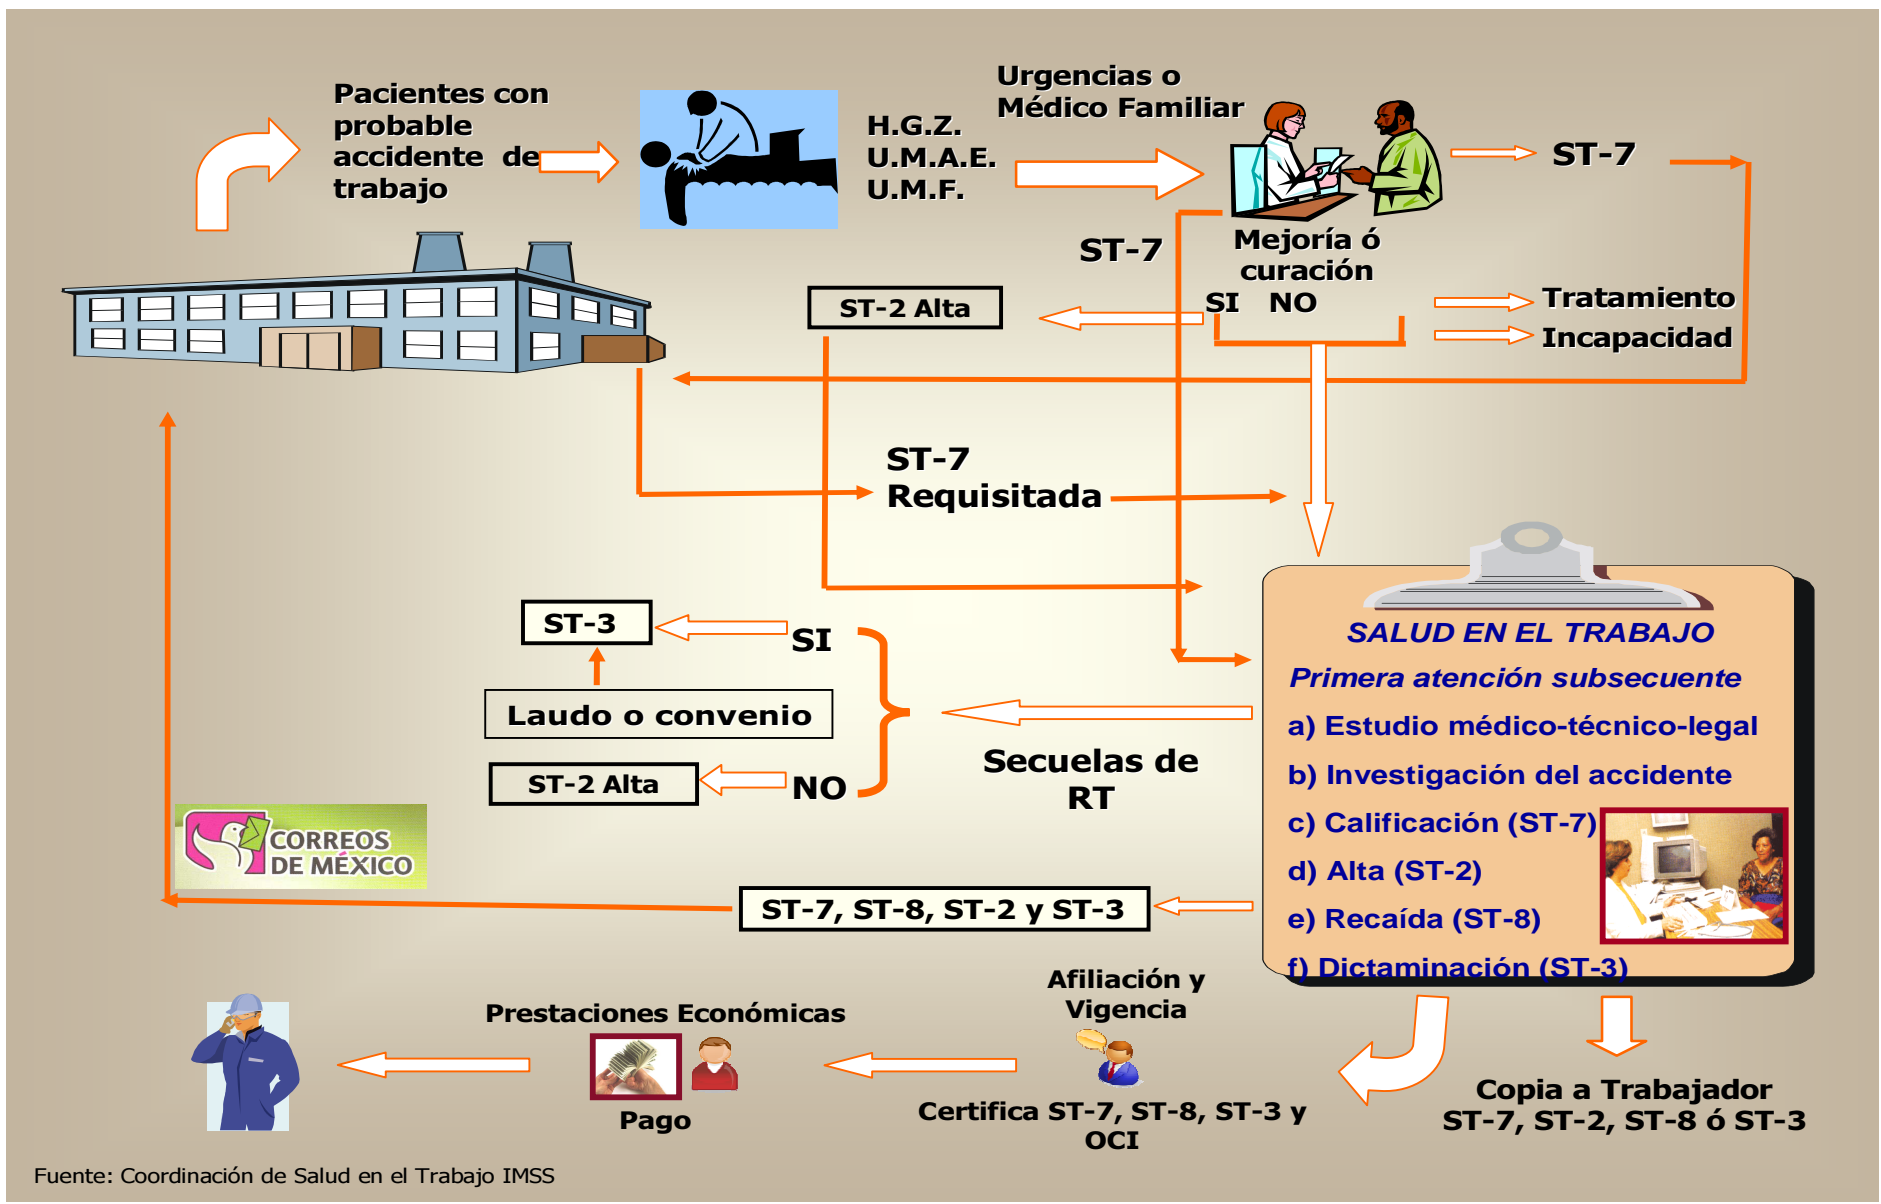 Pacientes con
probable
accidente de
trabajo
H.G.Z.
U.M.A.E.
U.M.F.
Urgencias o
Médico Familiar
ST-7
ST-7
Mejoría ó
curación
SI NO
Tratamiento
Incapacidad
ST-2 Alta
ST-7
Requisitada
SALUD EN EL TRABAJO
Primera atención subsecuente
a) Estudio médico-técnico-legal
b) Investigación del accidente
c) Calificación (ST-7)
d) Alta (ST-2)
e) Recaída (ST-8)
f) Dictaminación (ST-3)
ST-3
SI
Laudo o convenio
ST-2 Alta
NO
Secuelas de
RT
CORREOS
DE MÉXICO
ST-7, ST-8, ST-2 y ST-3
Afiliación y
Vigencia
Certifica ST-7, ST-8, ST-3 y
OCI
Prestaciones Económicas
Pago
Copia a Trabajador
ST-7, ST-2, ST-8 ó ST-3
Fuente: Coordinación de Salud en el Trabajo IMSS